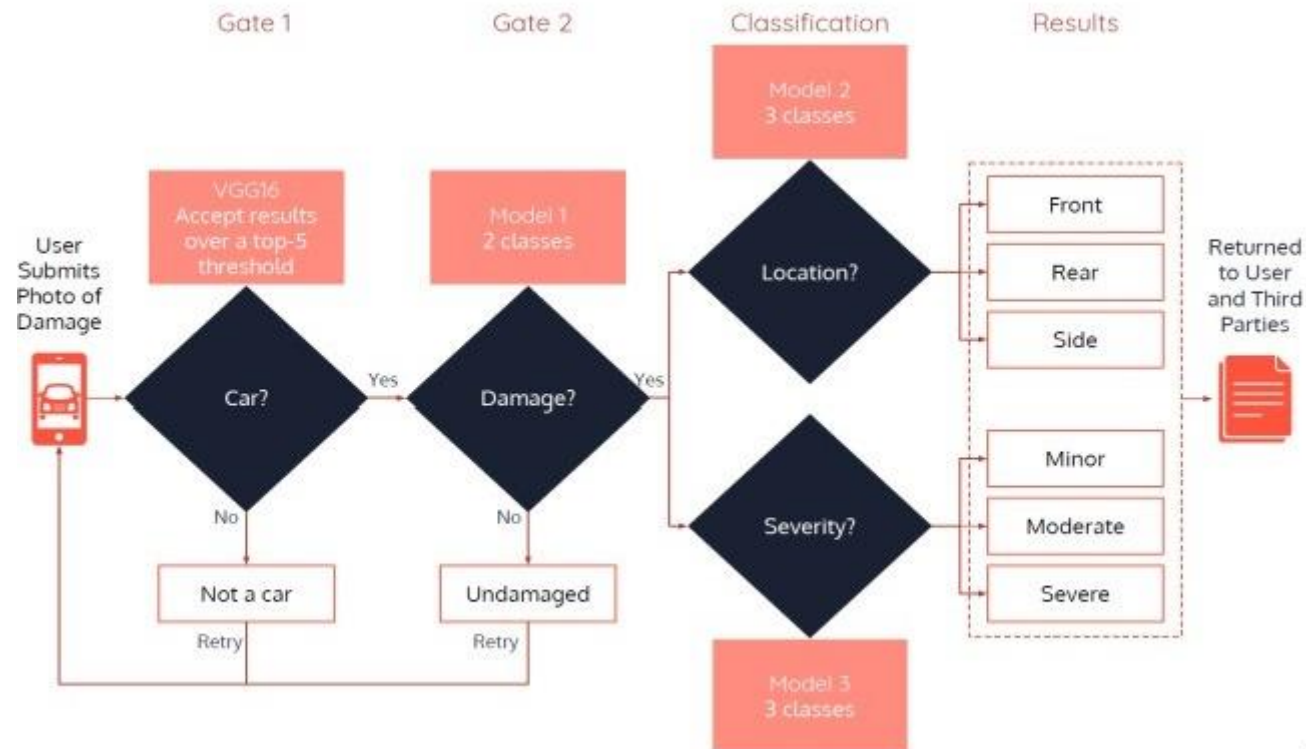 Gate 1
Gate 2
Classification
Results
Model 2
3 classes
VGG16
Accept results
over a top-5
threshold
Model 1
2 classes
User
Submits
Photo of
Damage
Front
Rear
Side
Location?
Returned
to User
and Third
Parties
Car?
Yes
Damage?
Yes
No
No
Not a car
Undamaged
Retry
Retry
Severity?
Minor
Moderate
Severe
Model 3
3 classes